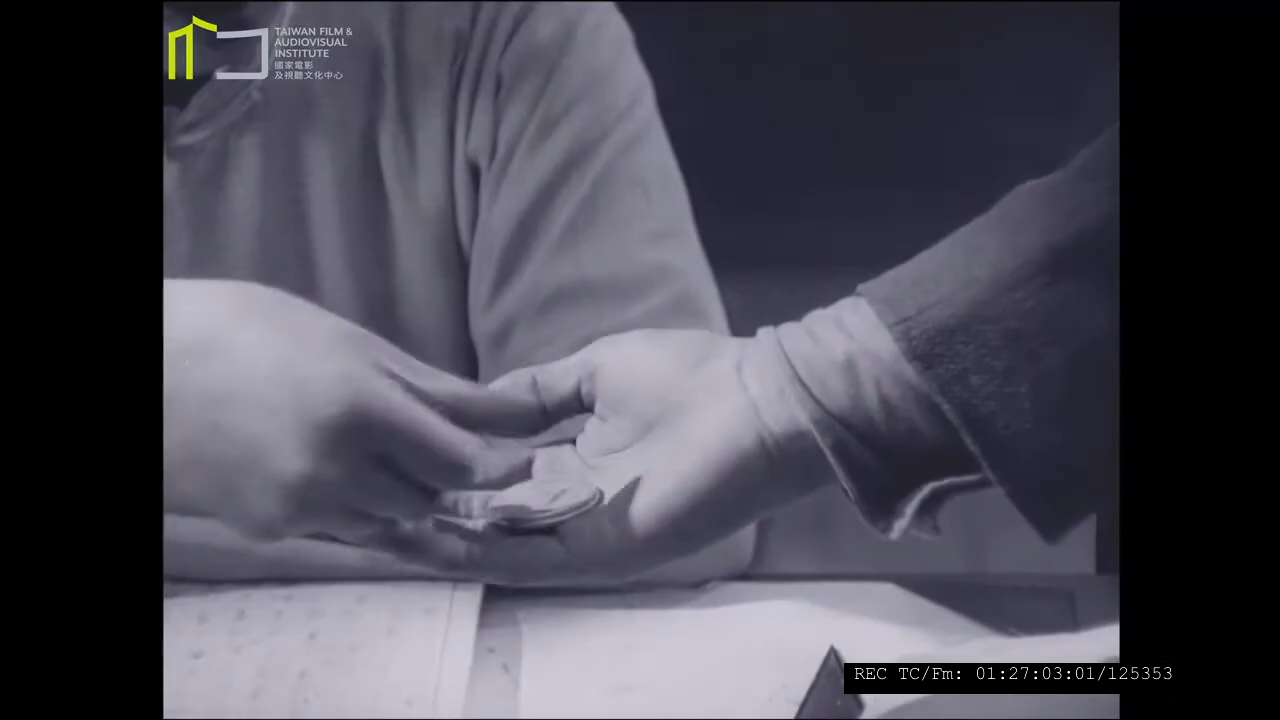 TAIWAN FILM &
AUDIOVISUAL
INSTITUTE
國家電影
及視聽文化中心
REC TC/Fm: 01:27:03:01/125353